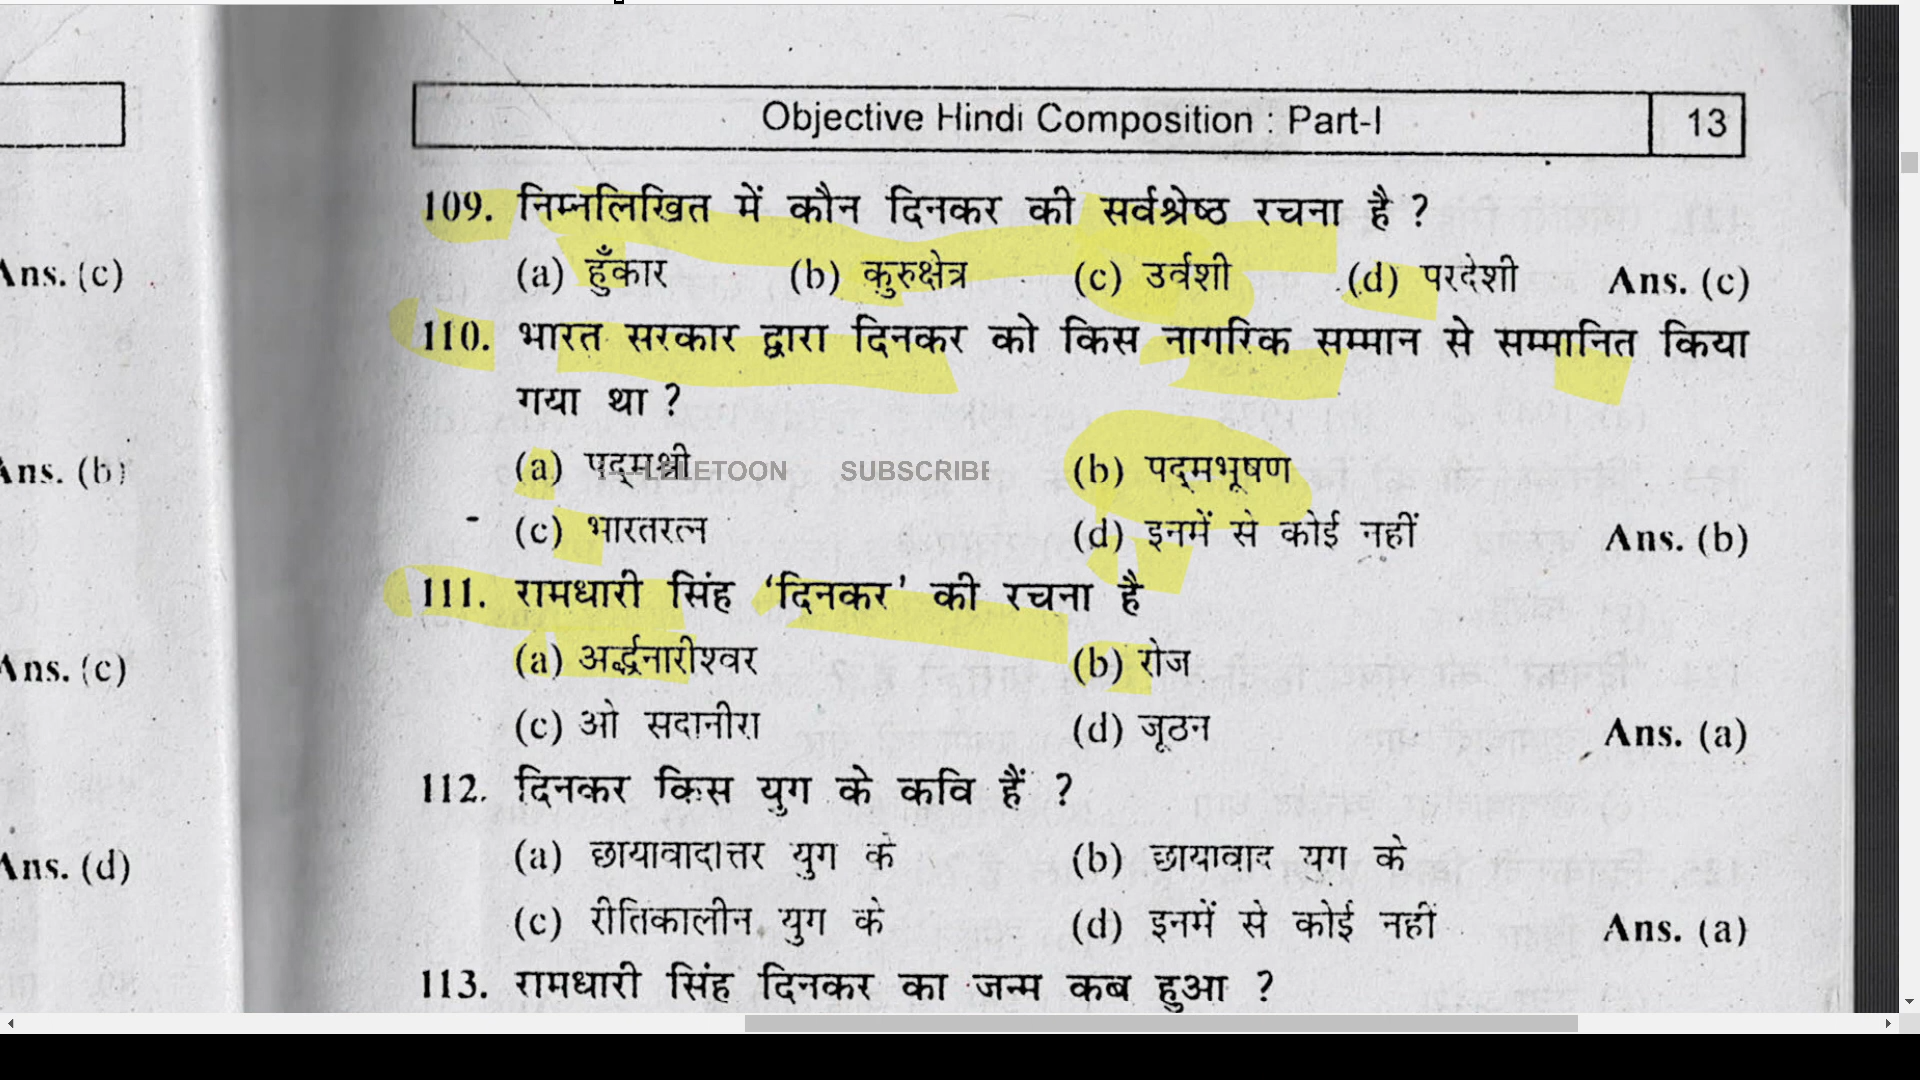 Objective Hindi Composition : Part-I 13
Ans. (c)
Ans. (b)
Ans. (c)
Ans. (d)
109. निम्नलिखित में कौन दिनकर की सर्वश्रेष्ठ रचना है ?
(a) हुँकार (b) कुरुक्षेत्र (c) उर्वशी (d) परदेशी Ans. (c)
110. भारत सरकार द्वारा दिनकर को किस नागरिक सम्मान से सम्मानित किया
गया था ?
(a) पद्मश्री (b) पद्मभूषण
LELETOON SUBSCRIBE
(c) भारतरत्न (d) इनमें से कोई नहीं Ans. (b)
111. रामधारी सिंह ‘दिनकर’ की रचना है
(a) अर्द्धनारीश्वर (b) रोज
(c) ओ सदानीरा (d) जूठन Ans. (a)
112. दिनकर किस युग के कवि हैं ?
(a) छायावादात्तर युग के (b) छायावाद यग के
(c) रीतिकालीन युग के (d) इनमें से कोई नहीं Ans. (a)
113. रामधारी सिंह दिनकर का जन्म कब हुआ ?